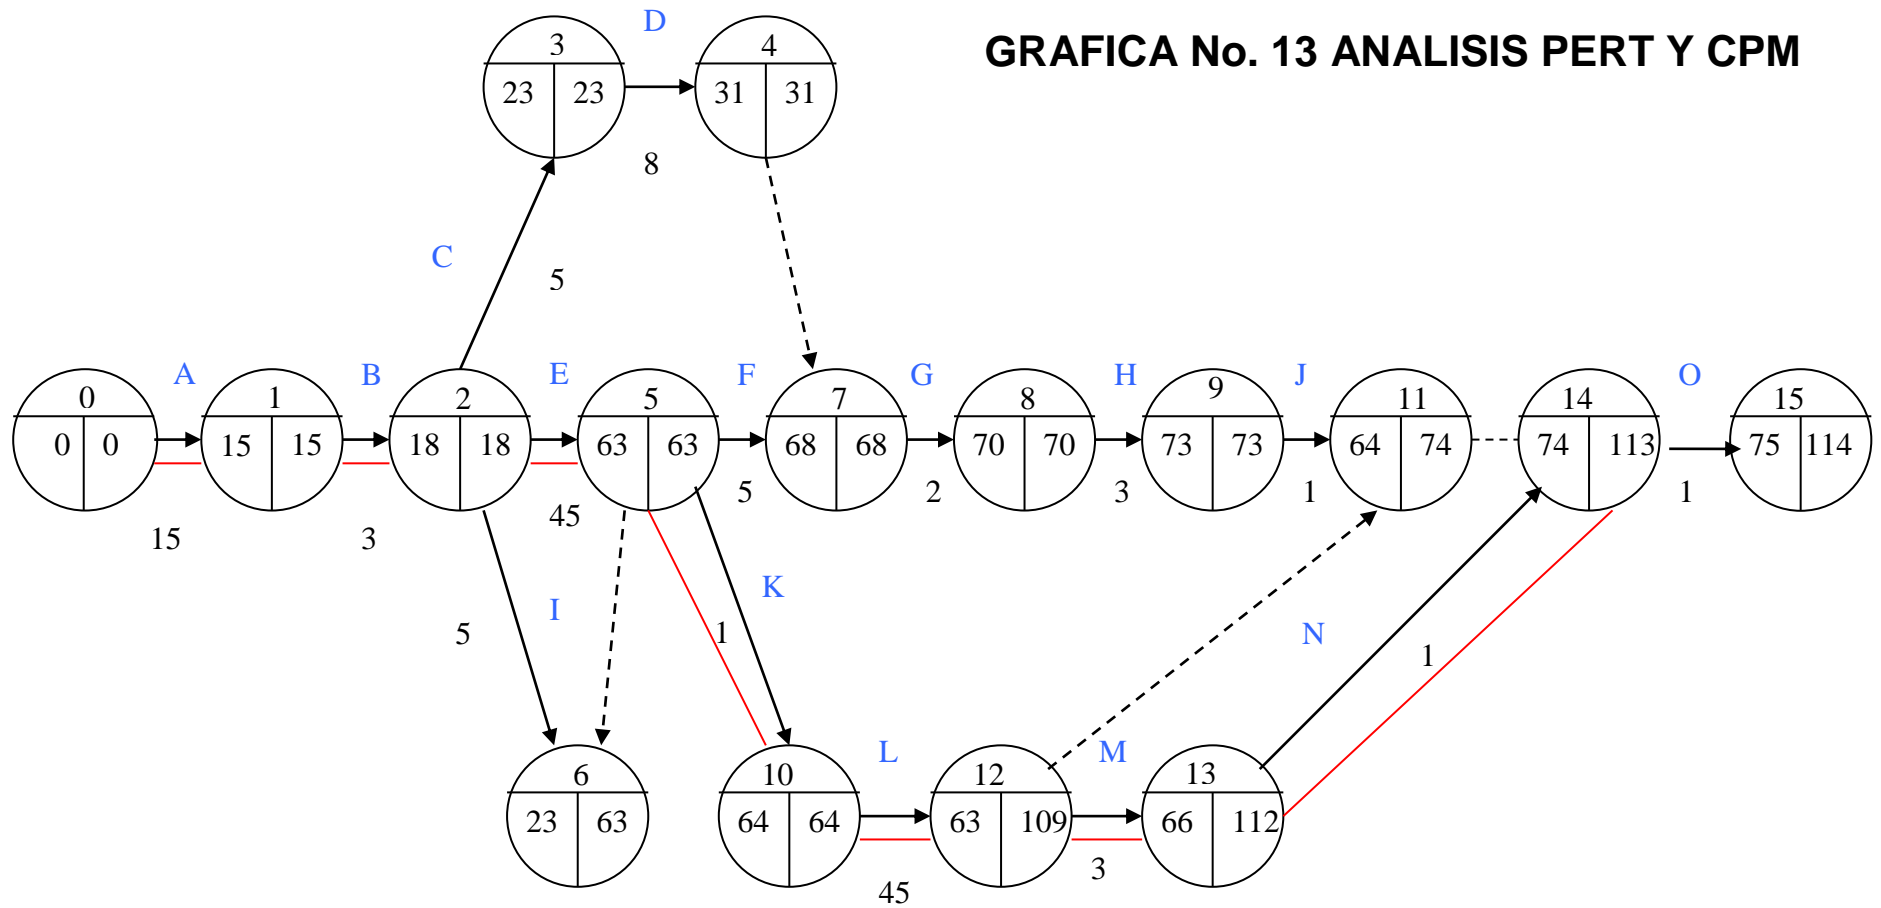 GRAFICA No. 13 ANALISIS PERT Y CPM
D
3
23 23
4
31 31
8
C
5
A
B
E
F
G
H
J
O
0
0 0
1
15 15
2
18 18
5
63 63
7
68 68
8
70 70
9
73 73
11
64 74
14
74 113
15
75 114
15
3
45
5
2
3
1
1
I
5
K
1
N
1
L
M
6
23 63
10
64 64
12
63 109
13
66 112
45
3